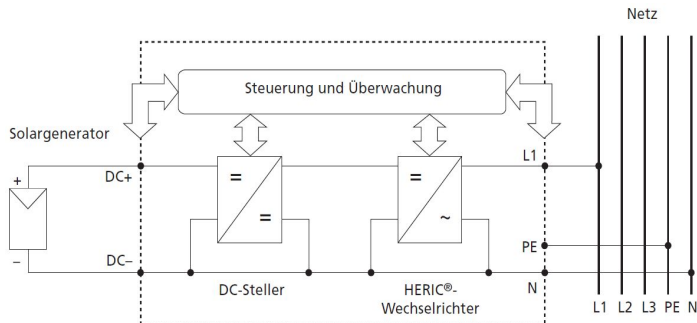 Netz
Steuerung und Überwachung
Solargenerator
L1
DC+
+
=
=
=
~
PE
–
DC–
DC-Steller
HERIC®-
Wechselrichter
N
L1 L2 L3 PE N